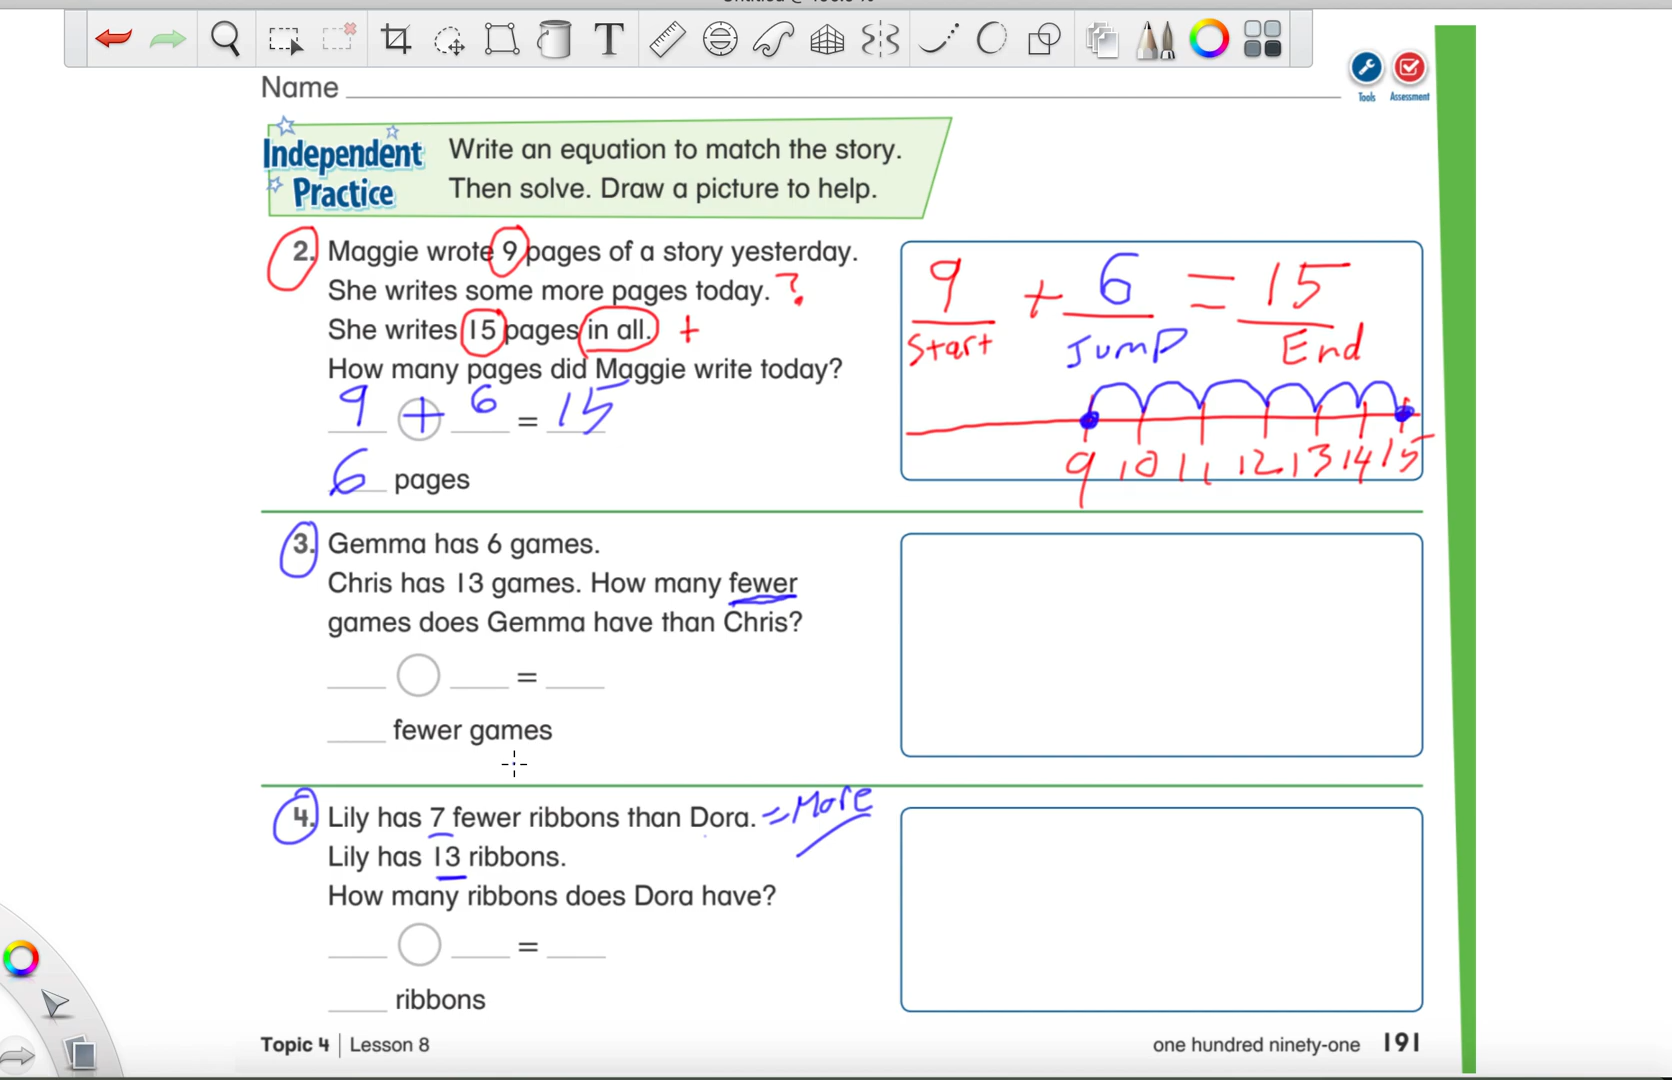 Name
Tools Assessment
Independent Practice
Write an equation to match the story.
Then solve. Draw a picture to help.
2. Maggie wrote 9 pages of a story yesterday.
She writes some more pages today. ?
She writes 15 pages in all. +
How many pages did Maggie write today?
9 + 6 = 15
6 pages
9 + 6 = 15
Start Jump End
9 10 11 12 13 14 15
3. Gemma has 6 games.
Chris has 13 games. How many fewer
games does Gemma have than Chris?
=
fewer games
4. Lily has 7 fewer ribbons than Dora. = More
Lily has 13 ribbons.
How many ribbons does Dora have?
=
ribbons
Topic 4 | Lesson 8
one hundred ninety-one 191